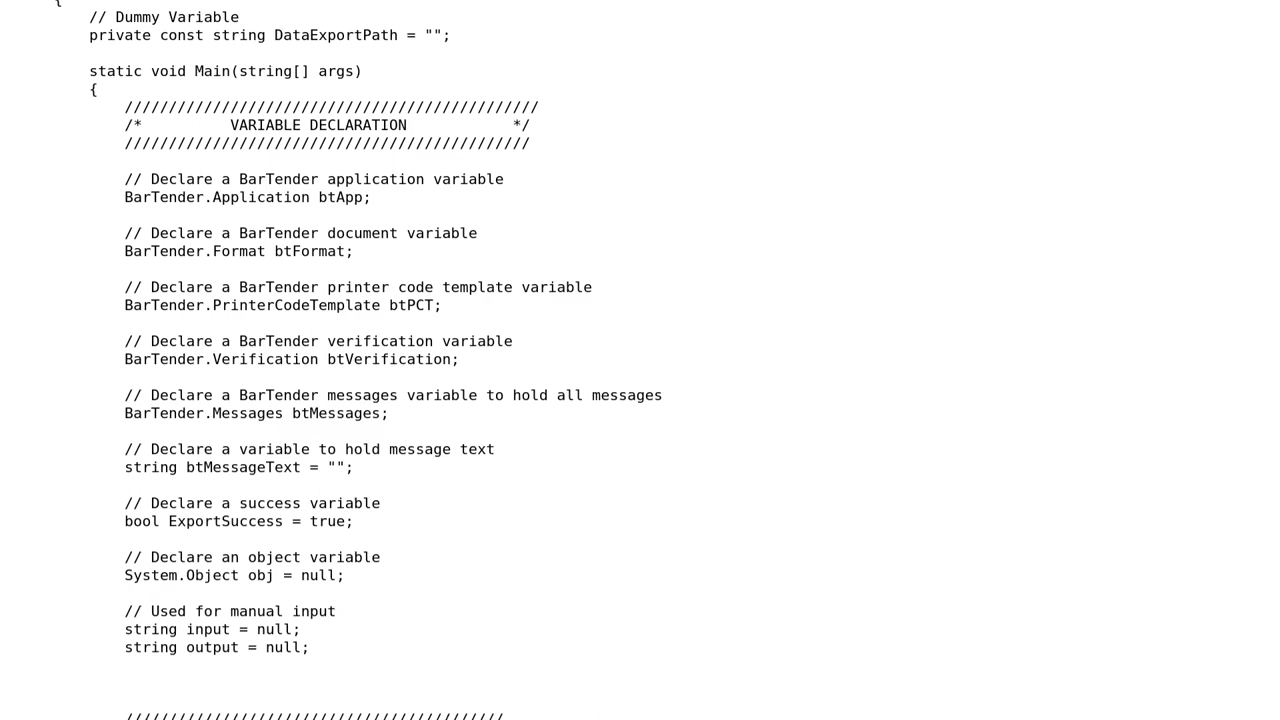 {
// Dummy Variable
private const string DataExportPath = "";
static void Main(string[] args)
{
///////////////////////////////////////////////
/*          VARIABLE DECLARATION            */
//////////////////////////////////////////////
// Declare a BarTender application variable
BarTender.Application btApp;
// Declare a BarTender document variable
BarTender.Format btFormat;
// Declare a BarTender printer code template variable
BarTender.PrinterCodeTemplate btPCT;
// Declare a BarTender verification variable
BarTender.Verification btVerification;
// Declare a BarTender messages variable to hold all messages
BarTender.Messages btMessages;
// Declare a variable to hold message text
string btMessageText = "";
// Declare a success variable
bool ExportSuccess = true;
// Declare an object variable
System.Object obj = null;
// Used for manual input
string input = null;
string output = null;
///////////////////////////////////////////